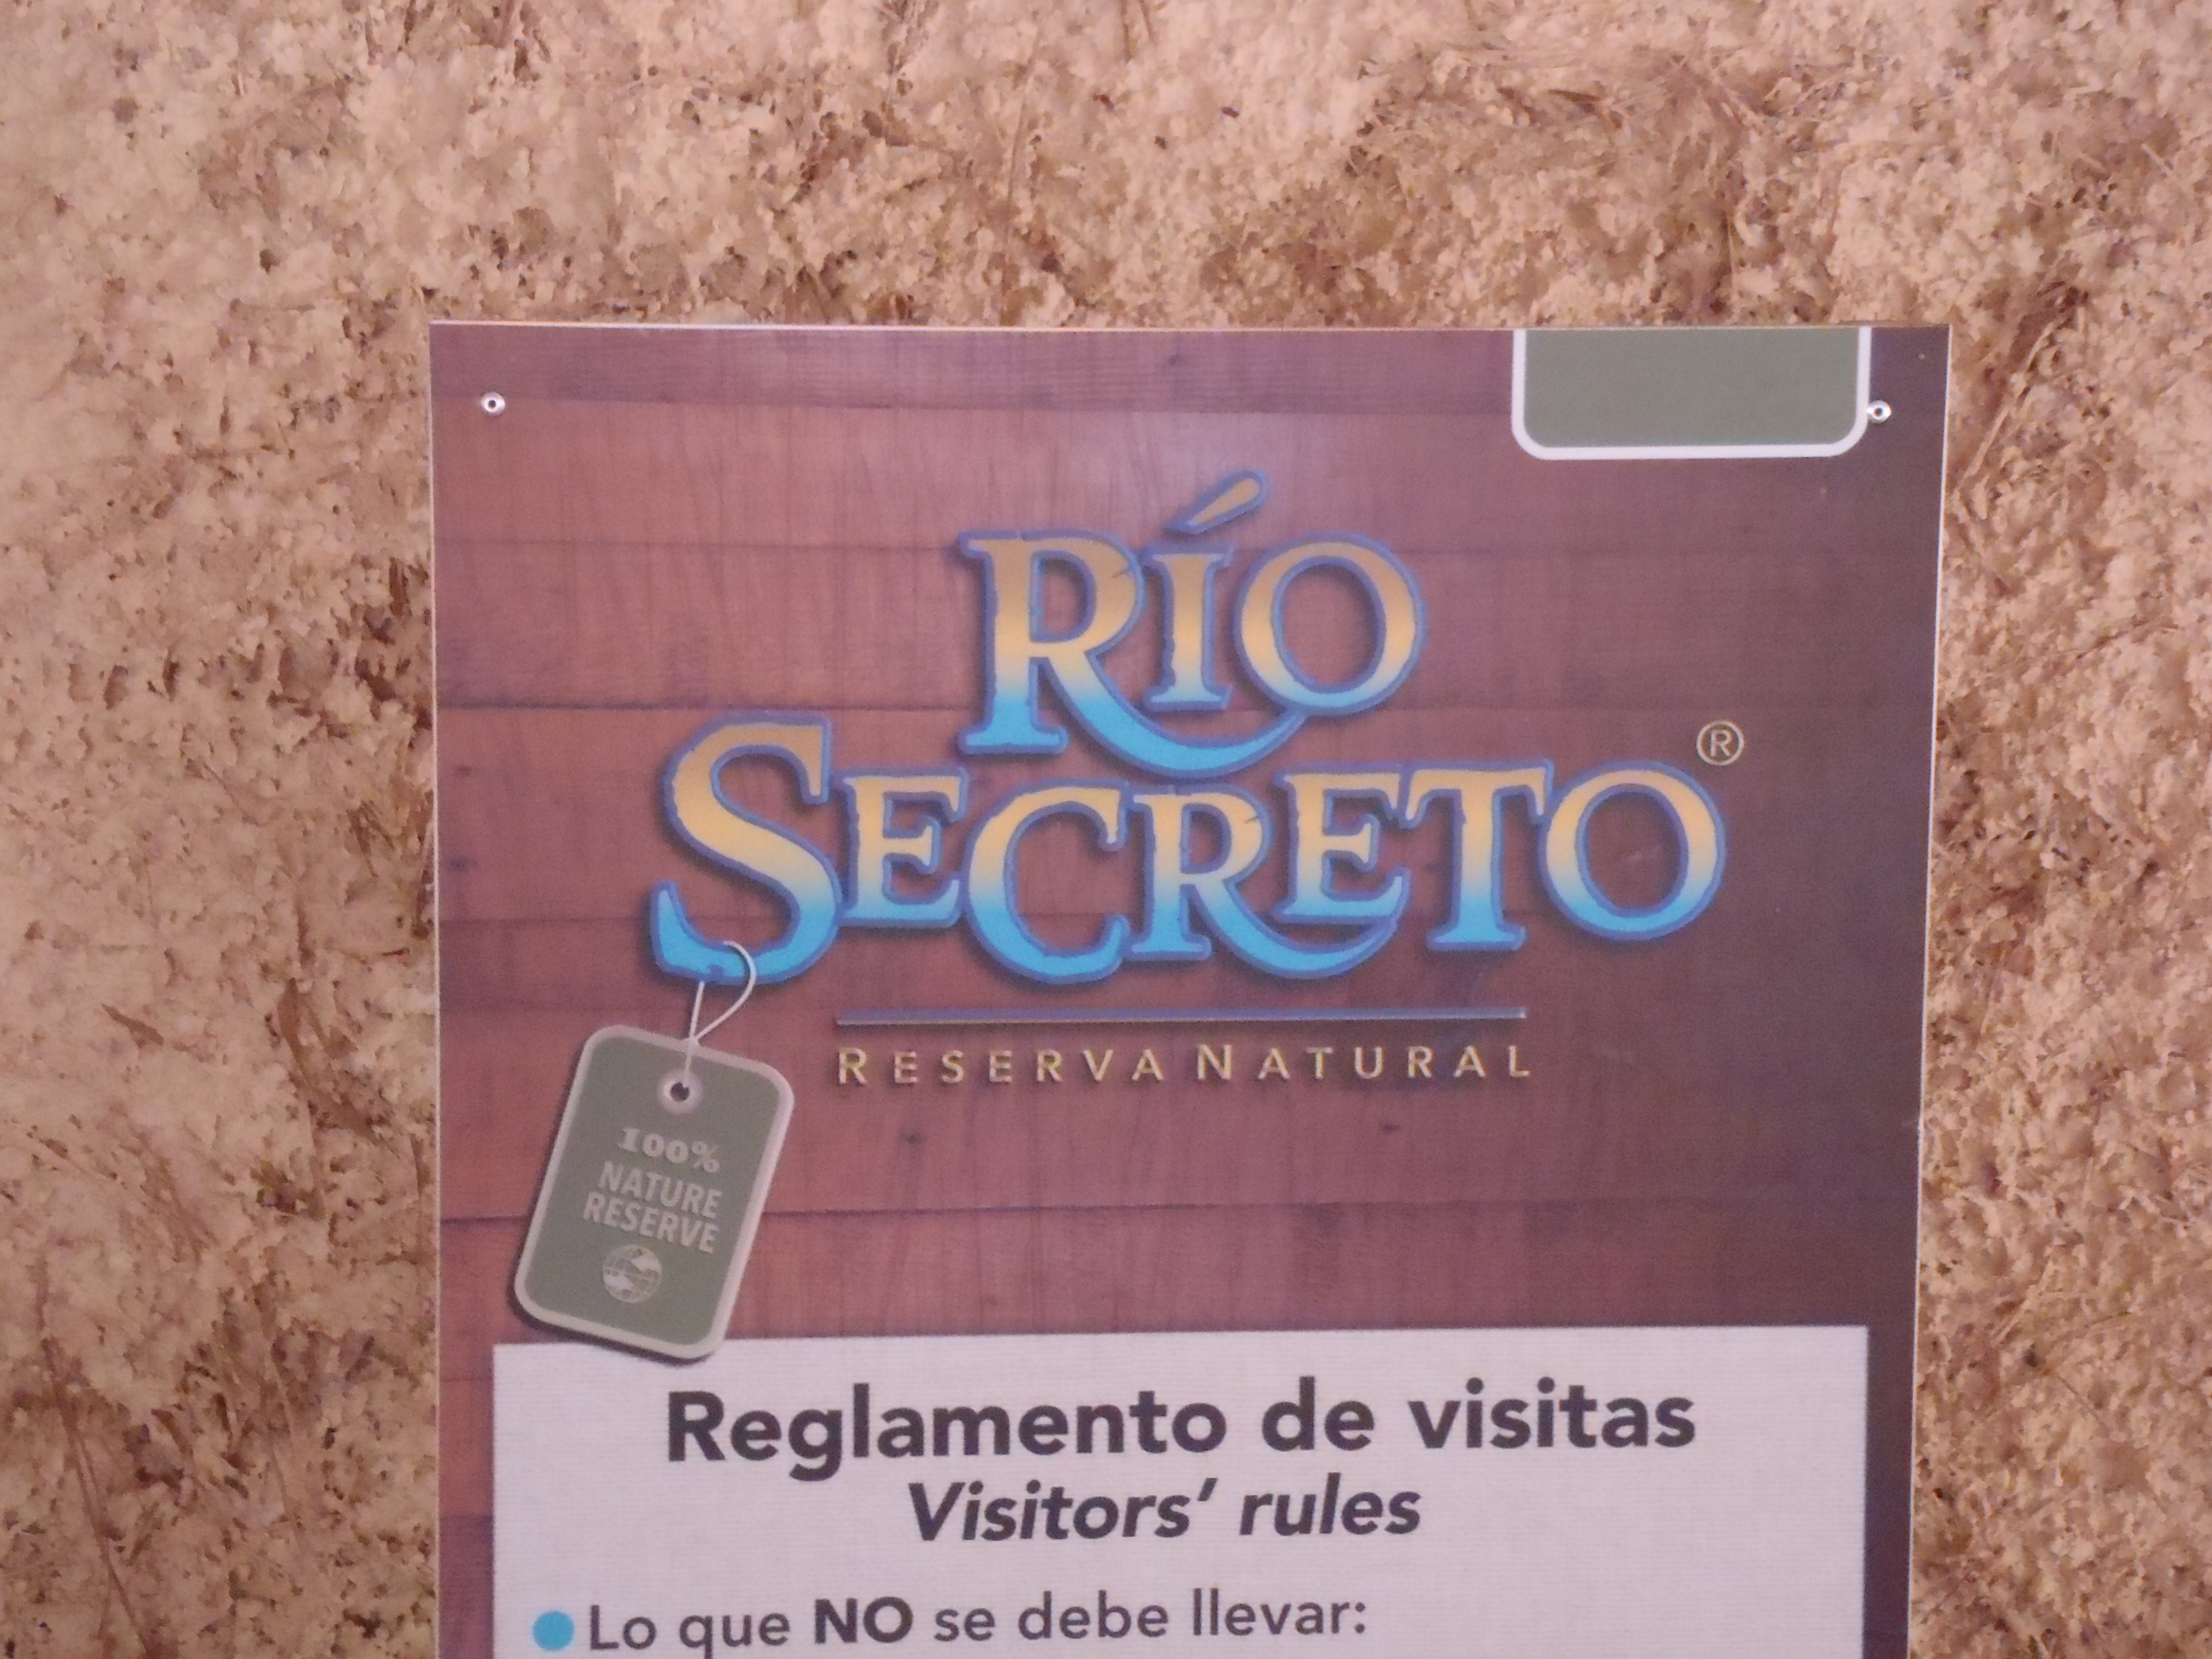 RÍO
SECRETO®
RESERVA NATURAL
100%
NATURE
RESERVE
Reglamento de visitas
Visitors' rules
Lo que NO se debe llevar: